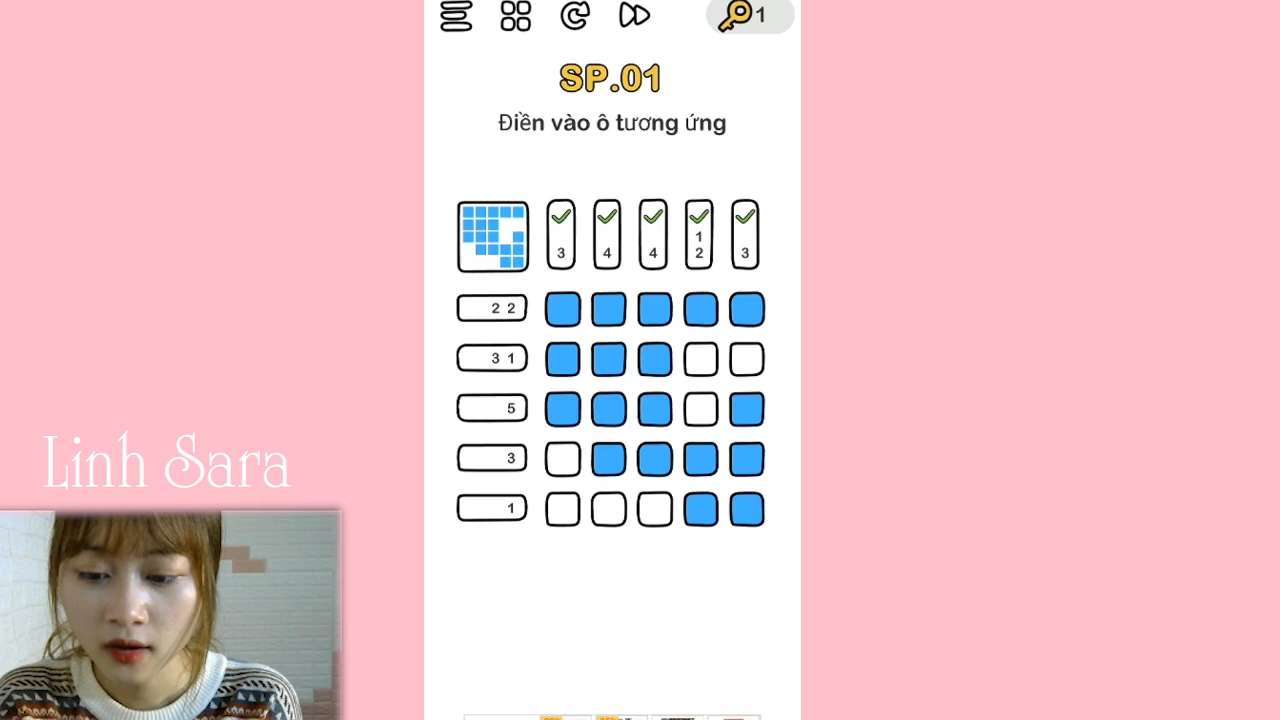 1
SP.01
Điền vào ô tương ứng
3 4 4 1 2 3
2 2
3 1
5
3
1
Linh Sara